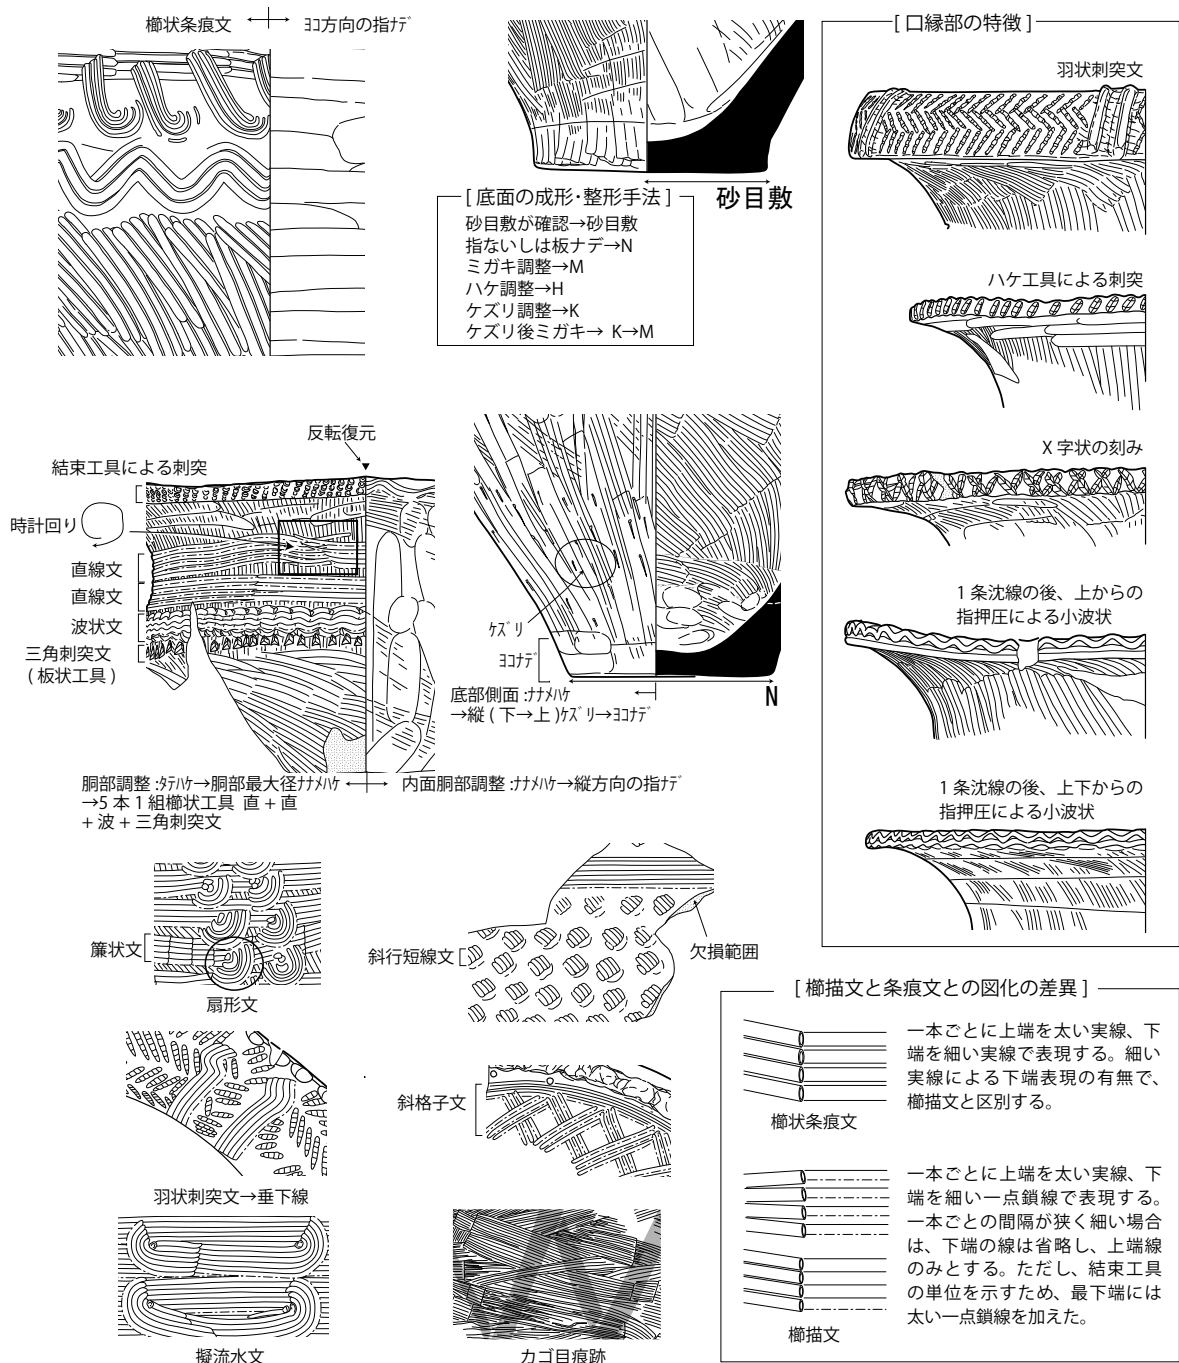 櫛状条痕文
ﾖｺ方向の指ﾅﾃﾞ
砂目敷
[ 底面の成形・整形手法 ]
砂目敷が確認→砂目敷
指ないしは板ナデ→N
ミガキ調整→M
ハケ調整→H
ケズリ調整→K
ケズリ後ミガキ→ K→M
[ 口縁部の特徴 ]
羽状刺突文
ハケ工具による刺突
X 字状の刻み
1 条沈線の後、上からの
指押圧による小波状
1 条沈線の後、上下からの
指押圧による小波状
反転復元
結束工具による刺突
時計回り
直線文
直線文
波状文
三角刺突文
( 板状工具 )
胴部調整 :ﾀﾃﾊｹ→胴部最大径ﾅﾅﾒﾊｹ
→5 本 1 組櫛状工具 直 + 直
+ 波 + 三角刺突文
内面胴部調整 :ﾅﾅﾒﾊｹ→縦方向の指ﾅﾃﾞ
ｹｽﾞﾘ
ﾖｺﾅﾃﾞ
N
底部側面 :ﾅﾅﾒﾊｹ
→縦 ( 下→上 )ｹｽﾞﾘ→ﾖｺﾅﾃﾞ
簾状文
扇形文
斜行短線文
欠損範囲
羽状刺突文→垂下線
斜格子文
擬流水文
カゴ目痕跡
[ 櫛描文と条痕文との図化の差異 ]
一本ごとに上端を太い実線、下
端を細い実線で表現する。細い
実線による下端表現の有無で、
櫛描文と区別する。
櫛状条痕文
一本ごとに上端を太い実線、下
端を細い一点鎖線で表現する。
一本ごとの間隔が狭く細い場合
は、下端の線は省略し、上端線
のみとする。ただし、結束工具
の単位を示すため、最下端には
太い一点鎖線を加えた。
櫛描文